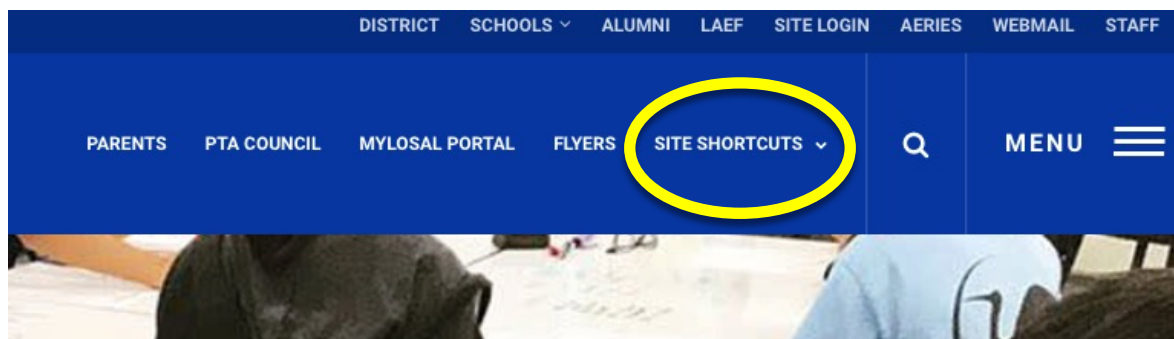 DISTRICT SCHOOLS ALUMNI LAEF SITE LOGIN AERIES WEBMAIL STAFF
PARENTS PTA COUNCIL MYLOSAL PORTAL FLYERS SITE SHORTCUTS MENU